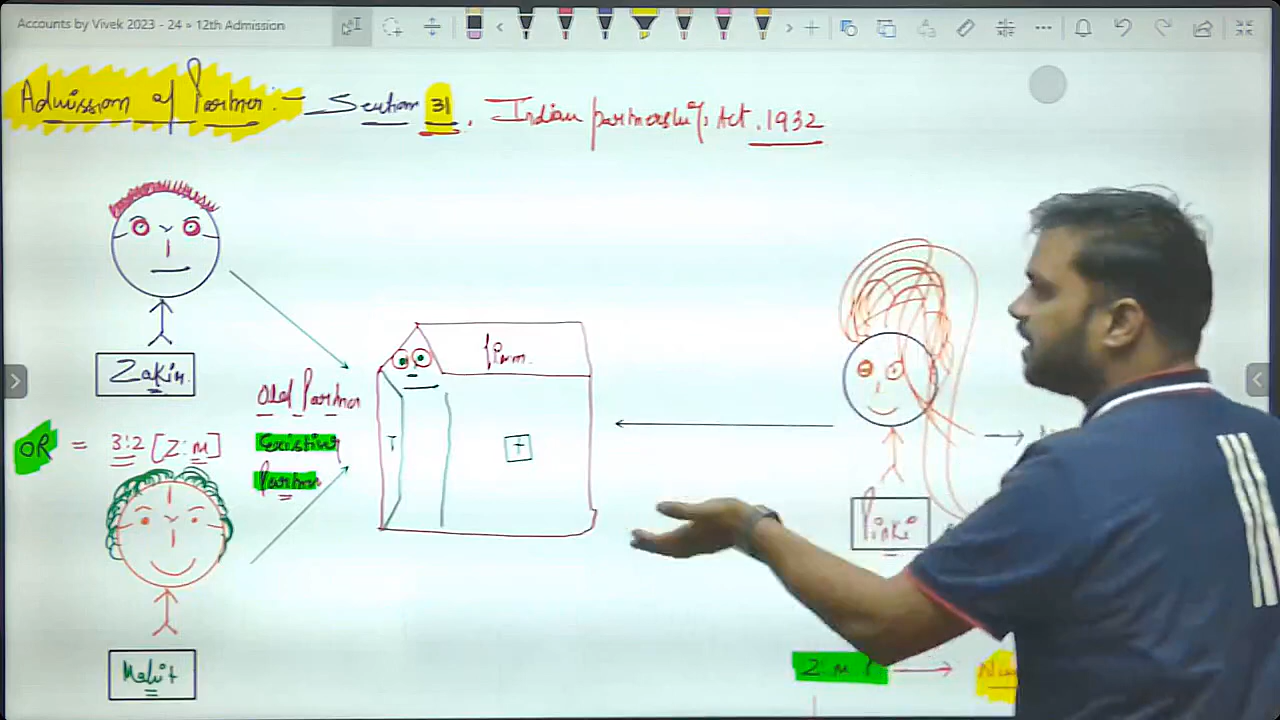 Accounts by Vivek 2023 - 24 » 12th Admission
Admission of Partner :- Section 31, Indian partnership Act, 1932
firm.
Zakir
Old Partner
OR = 3:2 [Z:M]
existing
Partner
T
Pinki
Z M P
Mohit